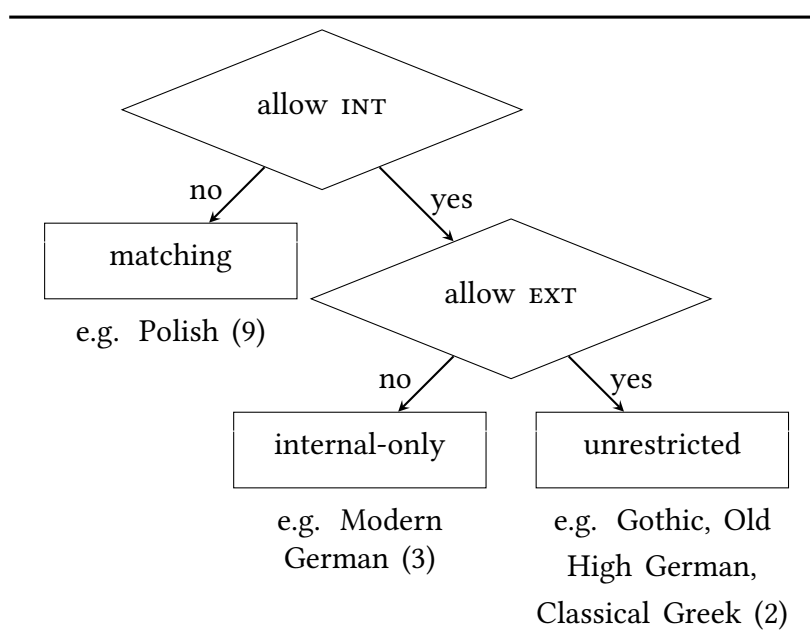 allow INT
no
yes
matching
allow EXT
e.g. Polish (9)
no
yes
internal-only
unrestricted
e.g. Modern
German (3)
e.g. Gothic, Old
High German,
Classical Greek (2)